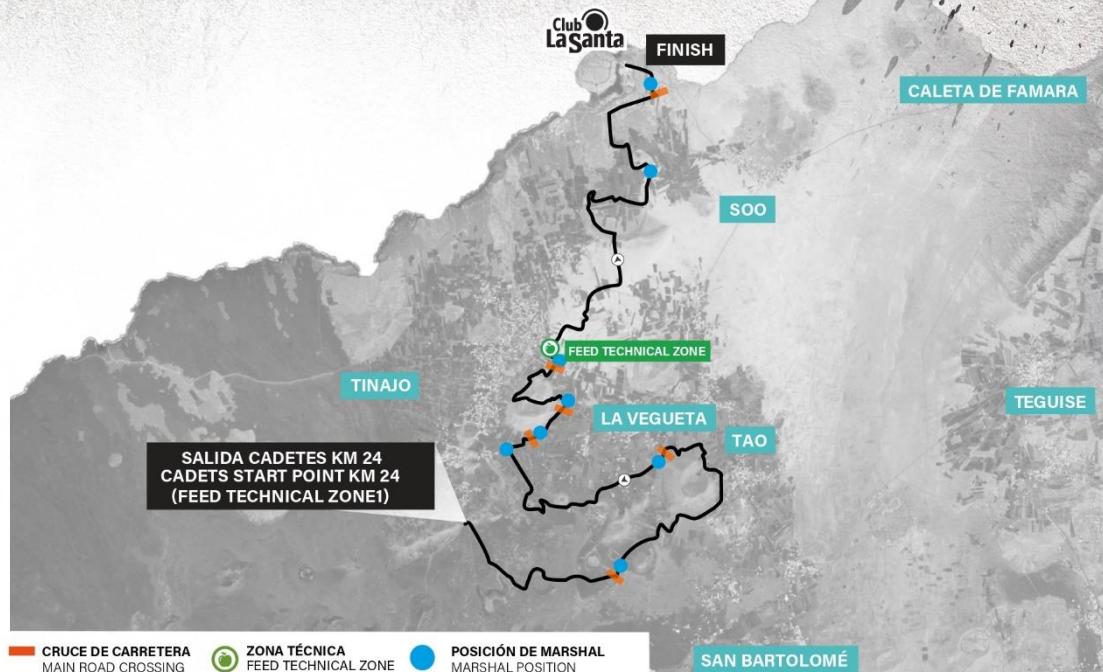 Club
La Santa
FINISH
CALETA DE FAMARA
SOO
FEED TECHNICAL ZONE
TINAJO
TEGUISE
LA VEGUETA
TAO
SALIDA CADETES KM 24
CADETS START POINT KM 24
(FEED TECHNICAL ZONE1)
CRUCE DE CARRETERA
MAIN ROAD CROSSING
ZONA TÉCNICA
FEED TECHNICAL ZONE
POSICIÓN DE MARSHAL
MARSHAL POSITION
SAN BARTOLOMÉ